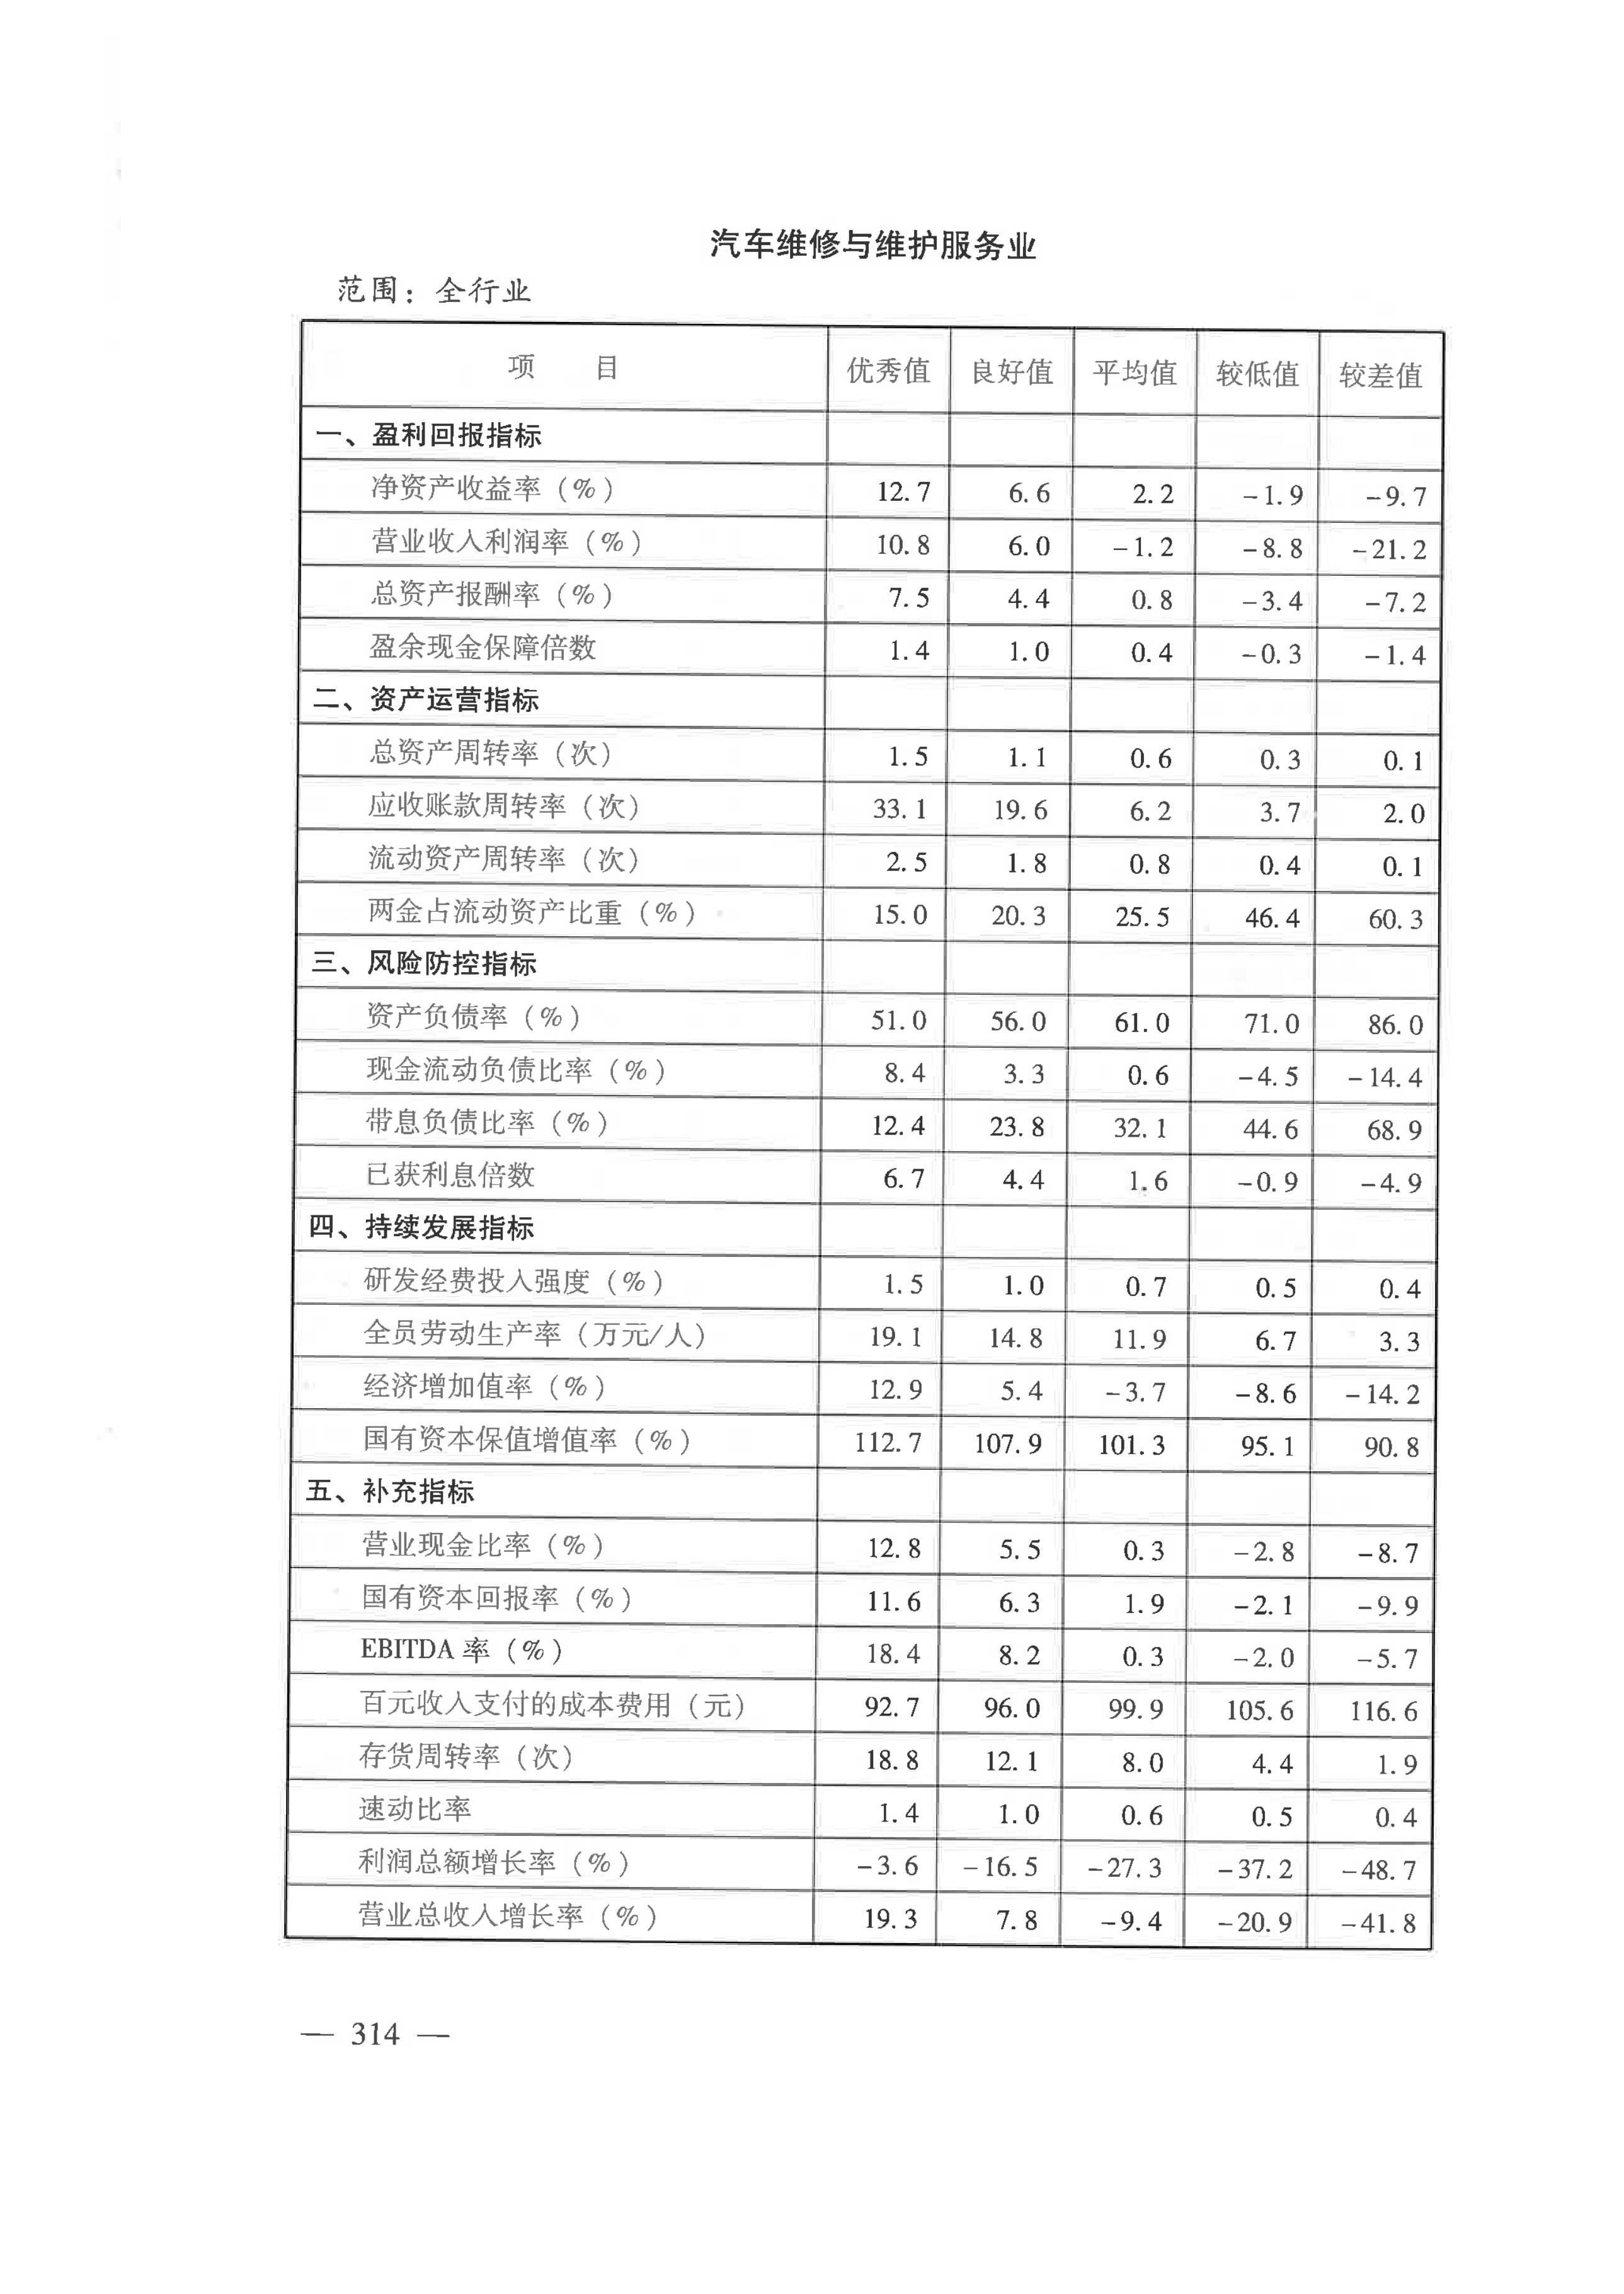 汽车维修与维护服务业
范围：全行业
项 目 优秀值 良好值 平均值 较低值 较差值
一、盈利回报指标
净资产收益率（%） 12.7 6.6 2.2 -1.9 -9.7
营业收入利润率（%） 10.8 6.0 -1.2 -8.8 -21.2
总资产报酬率（%） 7.5 4.4 0.8 -3.4 -7.2
盈余现金保障倍数 1.4 1.0 0.4 -0.3 -1.4
二、资产运营指标
总资产周转率（次） 1.5 1.1 0.6 0.3 0.1
应收账款周转率（次） 33.1 19.6 6.2 3.7 2.0
流动资产周转率（次） 2.5 1.8 0.8 0.4 0.1
两金占流动资产比重（%） 15.0 20.3 25.5 46.4 60.3
三、风险防控指标
资产负债率（%） 51.0 56.0 61.0 71.0 86.0
现金流动负债比率（%） 8.4 3.3 0.6 -4.5 -14.4
带息负债比率（%） 12.4 23.8 32.1 44.6 68.9
已获利息倍数 6.7 4.4 1.6 -0.9 -4.9
四、持续发展指标
研发经费投入强度（%） 1.5 1.0 0.7 0.5 0.4
全员劳动生产率（万元/人） 19.1 14.8 11.9 6.7 3.3
经济增加值率（%） 12.9 5.4 -3.7 -8.6 -14.2
国有资本保值增值率（%） 112.7 107.9 101.3 95.1 90.8
五、补充指标
营业现金比率（%） 12.8 5.5 0.3 -2.8 -8.7
国有资本回报率（%） 11.6 6.3 1.9 -2.1 -9.9
EBITDA 率（%） 18.4 8.2 0.3 -2.0 -5.7
百元收入支付的成本费用（元） 92.7 96.0 99.9 105.6 116.6
存货周转率（次） 18.8 12.1 8.0 4.4 1.9
速动比率 1.4 1.0 0.6 0.5 0.4
利润总额增长率（%） -3.6 -16.5 -27.3 -37.2 -48.7
营业总收入增长率（%） 19.3 7.8 -9.4 -20.9 -41.8
— 314 —